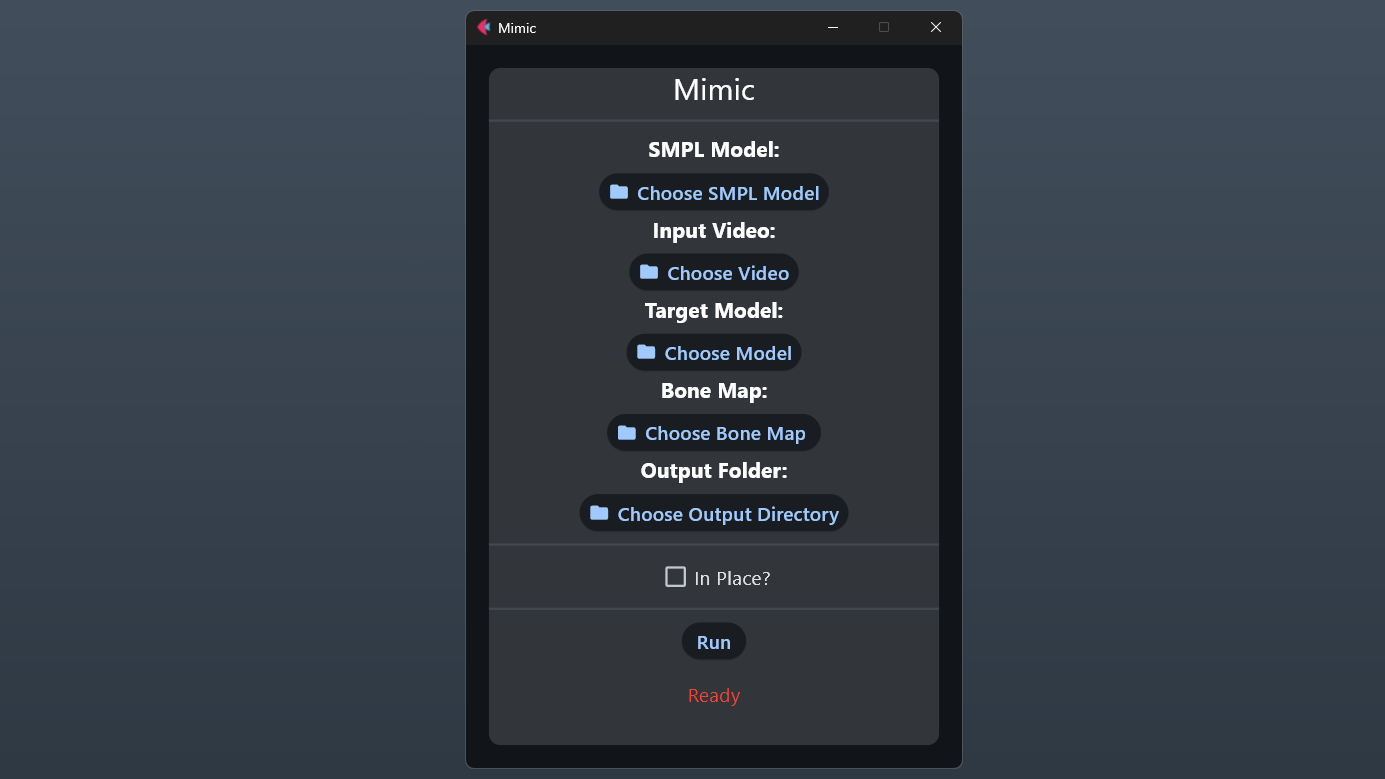 Mimic
Mimic
SMPL Model:
Choose SMPL Model
Input Video:
Choose Video
Target Model:
Choose Model
Bone Map:
Choose Bone Map
Output Folder:
Choose Output Directory
In Place?
Run
Ready